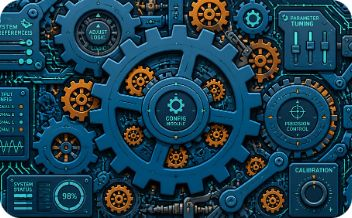 SYSTEM
PREFERENCES
ADJUST
LOGIC
PARAMETER
TUNING
CONFIG
MODULE
PRECISION
CONTROL
SYSTEM
STATUS
98%
CALIBRATION